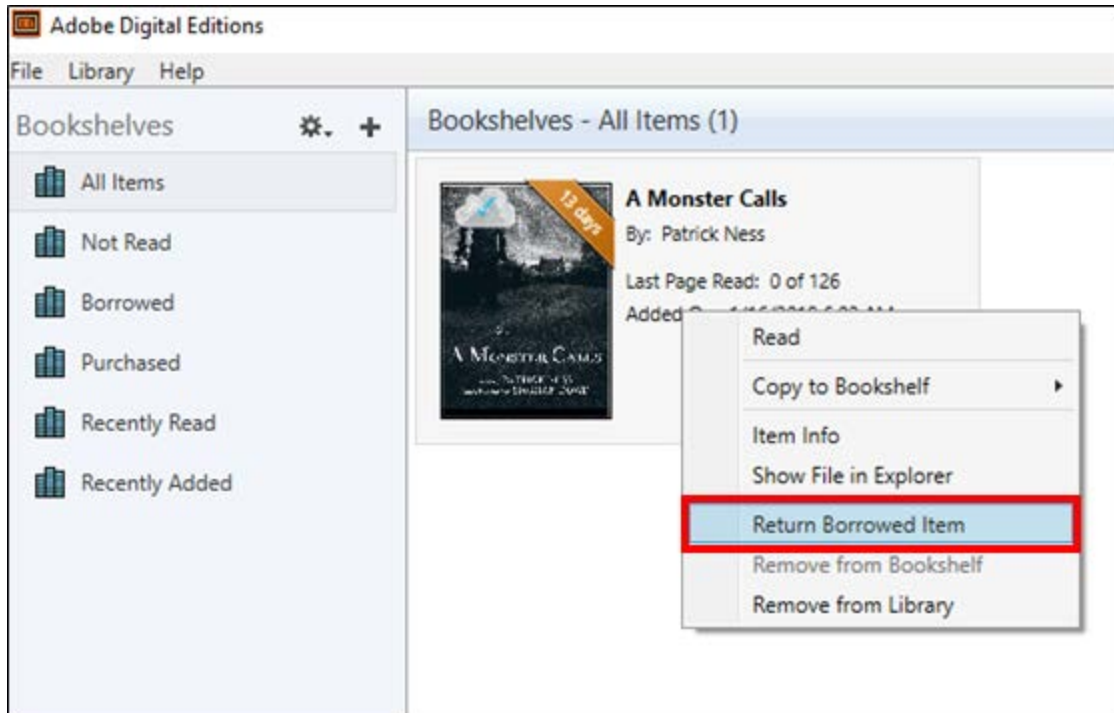 Adobe Digital Editions
File Library Help
Bookshelves
Bookshelves - All Items (1)
All Items
Not Read
Borrowed
Purchased
Recently Read
Recently Added
13 days
A MONSTER CALLS
PATRICK NESS
A Monster Calls
By: Patrick Ness
Last Page Read: 0 of 126
Added
Read
Copy to Bookshelf
Item Info
Show File in Explorer
Return Borrowed Item
Remove from Bookshelf
Remove from Library